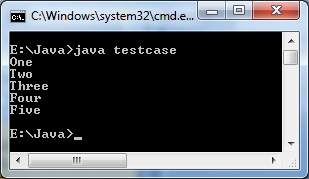 C:\Windows\system32\cmd.e...
E:\Java>java testcase
One
Two
Three
Four
Five
E:\Java>_